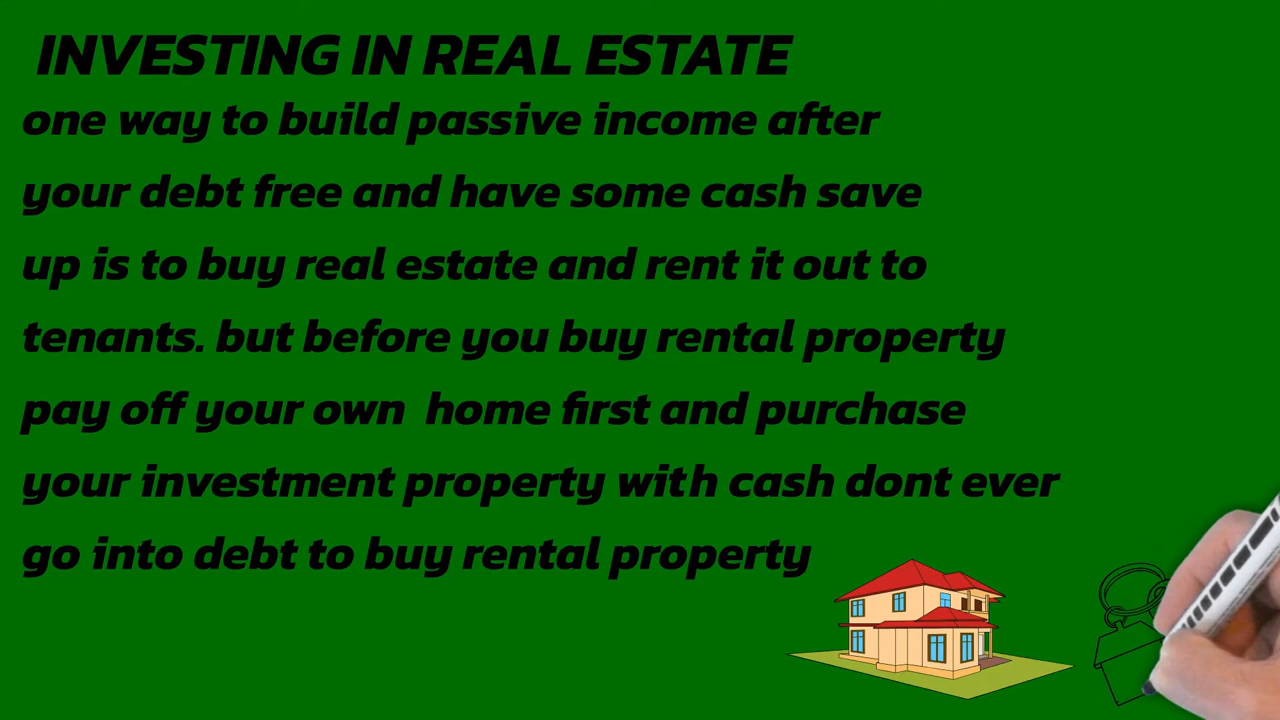 INVESTING IN REAL ESTATE
one way to build passive income after
your debt free and have some cash save
up is to buy real estate and rent it out to
tenants. but before you buy rental property
pay off your own home first and purchase
your investment property with cash dont ever
go into debt to buy rental property